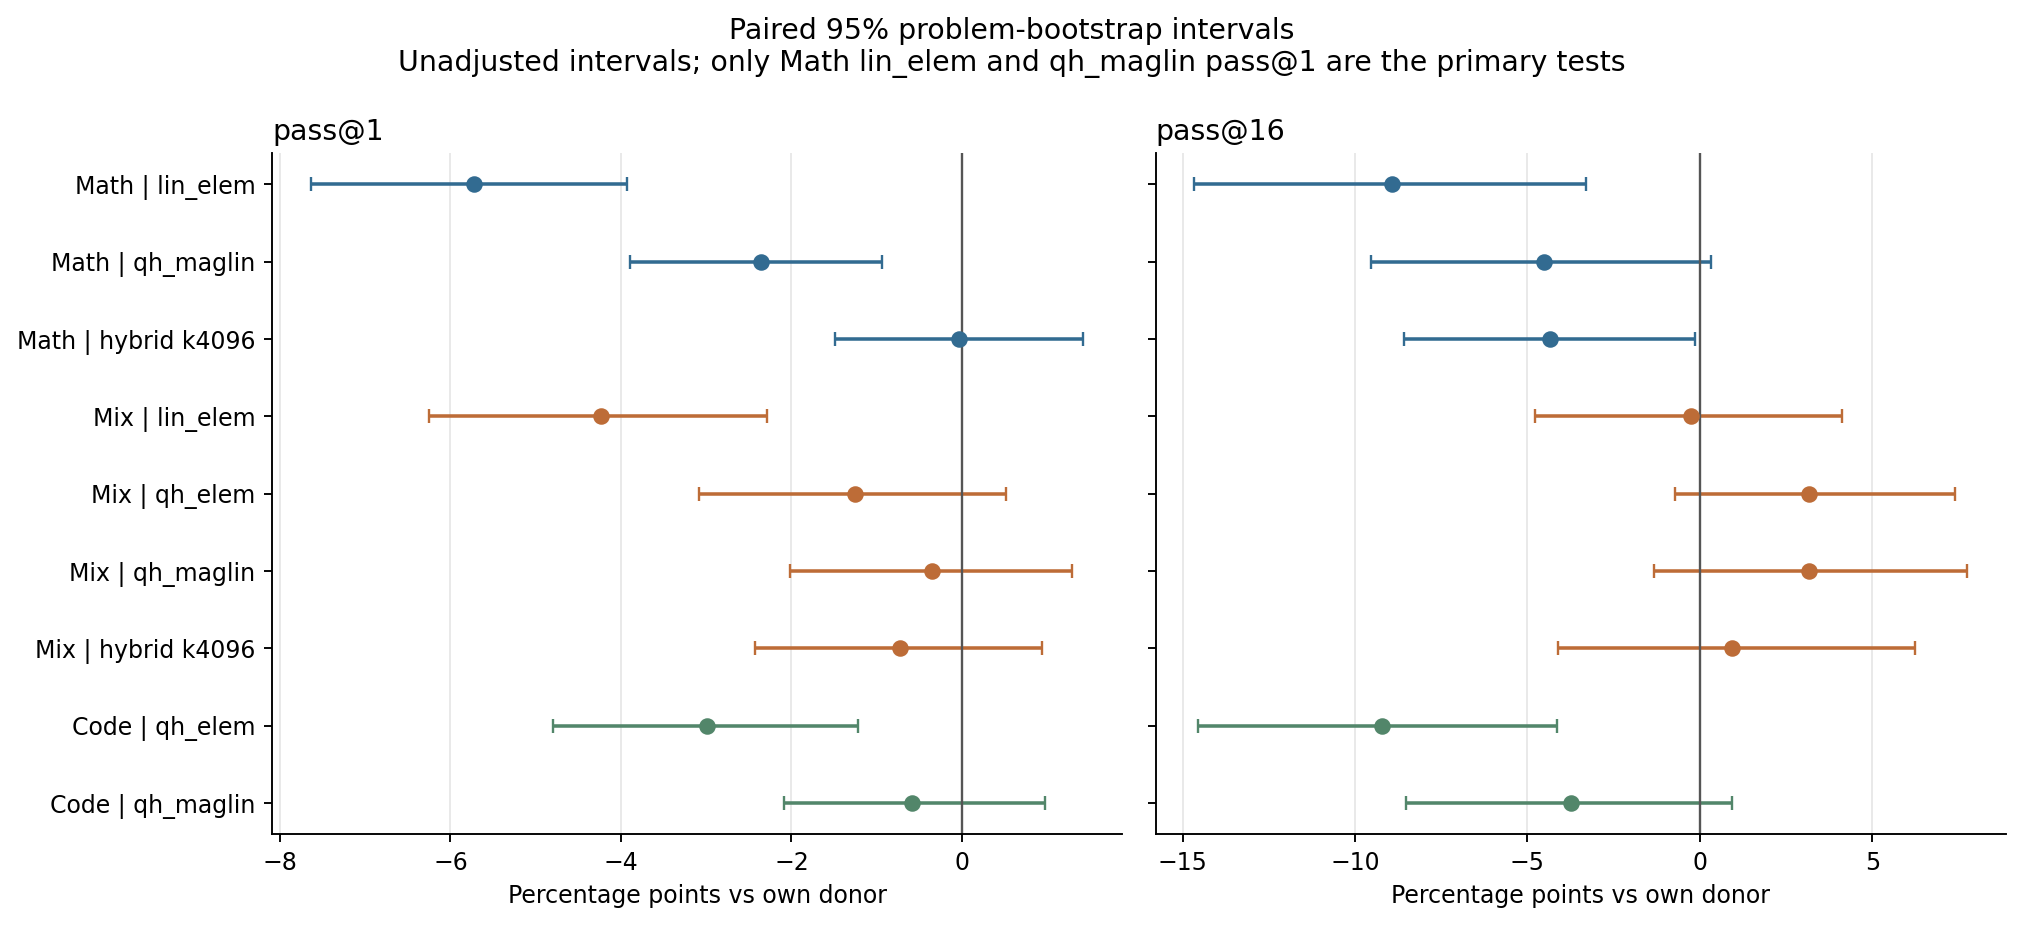 Paired 95% problem-bootstrap intervals
Unadjusted intervals; only Math lin_elem and qh_maglin pass@1 are the primary tests
pass@1
pass@16
Math | lin_elem
Math | qh_maglin
Math | hybrid k4096
Mix | lin_elem
Mix | qh_elem
Mix | qh_maglin
Mix | hybrid k4096
Code | qh_elem
Code | qh_maglin
−8 −6 −4 −2 0
−15 −10 −5 0 5
Percentage points vs own donor
Percentage points vs own donor